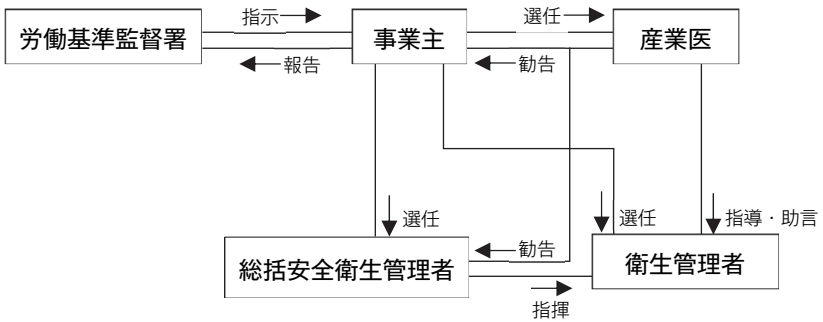 指示
選任
労働基準監督署
事業主
産業医
報告
勧告
選任
選任
指導・助言
総括安全衛生管理者
勧告
衛生管理者
指揮